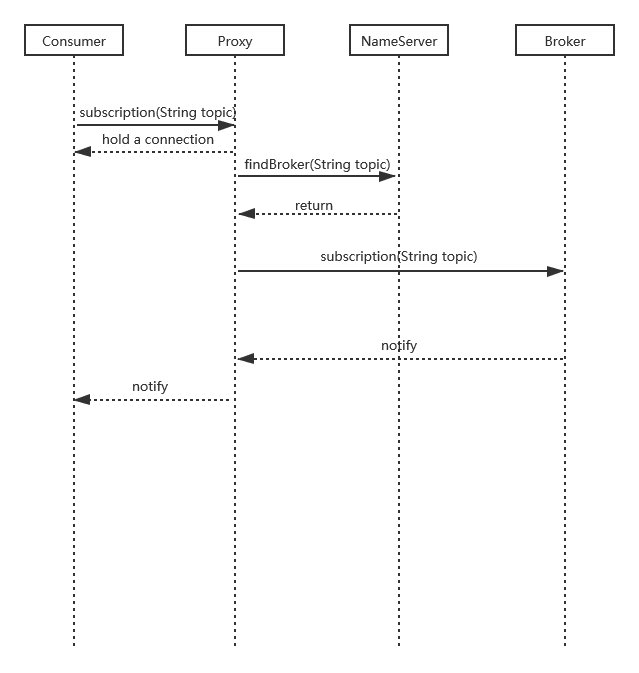 Consumer
Proxy
NameServer
Broker
subscription(String topic)
hold a connection
findBroker(String topic)
return
subscription(String topic)
notify
notify